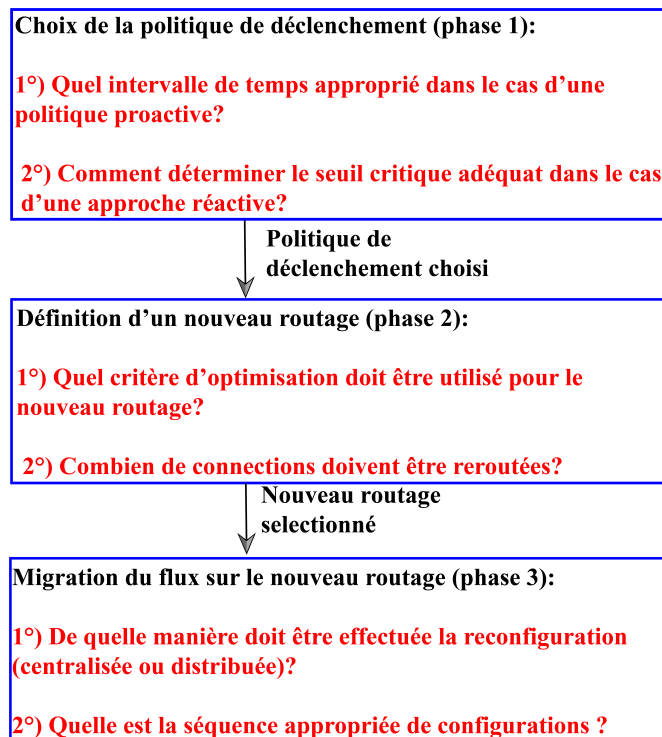 Choix de la politique de déclenchement (phase 1):
1°) Quel intervalle de temps approprié dans le cas d'une
politique proactive?
2°) Comment déterminer le seuil critique adéquat dans le cas
d'une approche réactive?
Politique de
déclenchement choisi
Définition d'un nouveau routage (phase 2):
1°) Quel critère d'optimisation doit être utilisé pour le
nouveau routage?
2°) Combien de connections doivent être reroutées?
Nouveau routage
selectionné
Migration du flux sur le nouveau routage (phase 3):
1°) De quelle manière doit être effectuée la reconfiguration
(centralisée ou distribuée)?
2°) Quelle est la séquence appropriée de configurations ?